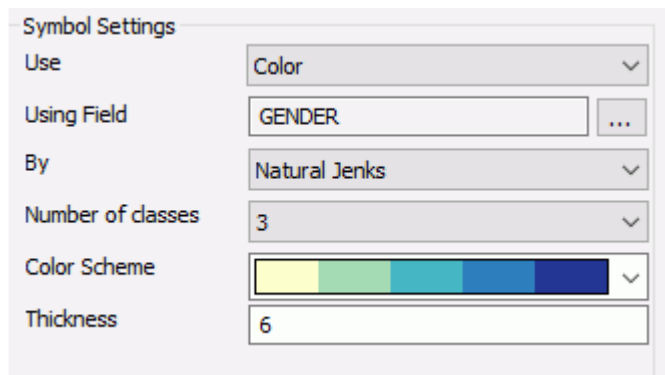 Symbol Settings
Use Color
Using Field GENDER ...
By Natural Jenks
Number of classes 3
Color Scheme
Thickness 6